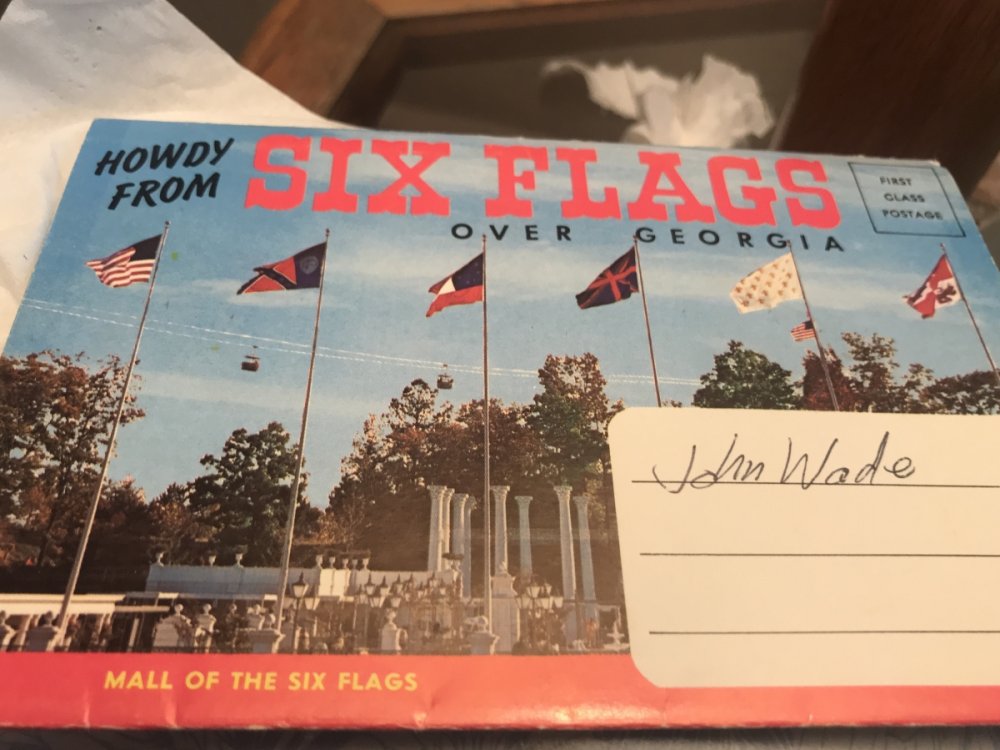 HOWDY
FROM
SIX FLAGS
OVER GEORGIA
FIRST
CLASS
POSTAGE
John Wade
MALL OF THE SIX FLAGS